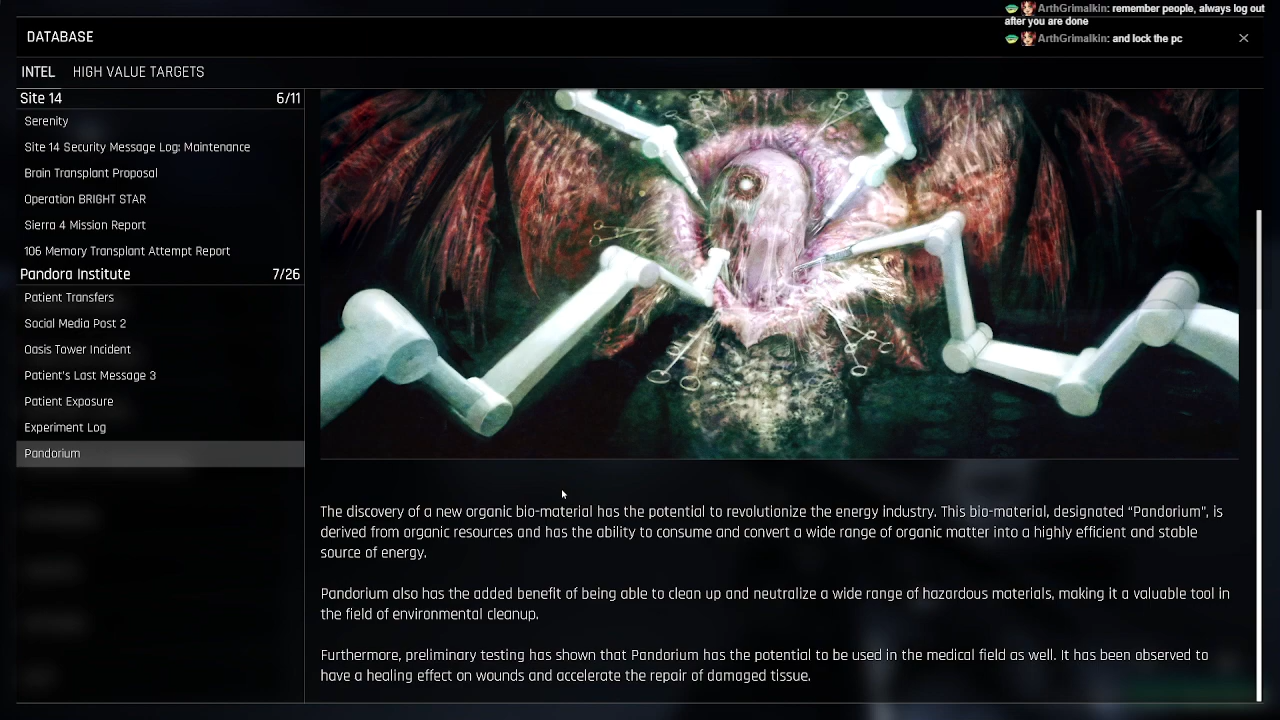 ArthGrimalkin: remember people, always log out
after you are done
ArthGrimalkin: and lock the pc
DATABASE
INTEL HIGH VALUE TARGETS
Site 14 6/11
Serenity
Site 14 Security Message Log: Maintenance
Brain Transplant Proposal
Operation BRIGHT STAR
Sierra 4 Mission Report
106 Memory Transplant Attempt Report
Pandora Institute 7/26
Patient Transfers
Social Media Post 2
Oasis Tower Incident
Patient's Last Message 3
Patient Exposure
Experiment Log
Pandorium
The discovery of a new organic bio-material has the potential to revolutionize the energy industry. This bio-material, designated “Pandorium”, is
derived from organic resources and has the ability to consume and convert a wide range of organic matter into a highly efficient and stable
source of energy.
Pandorium also has the added benefit of being able to clean up and neutralize a wide range of hazardous materials, making it a valuable tool in
the field of environmental cleanup.
Furthermore, preliminary testing has shown that Pandorium has the potential to be used in the medical field as well. It has been observed to
have a healing effect on wounds and accelerate the repair of damaged tissue.